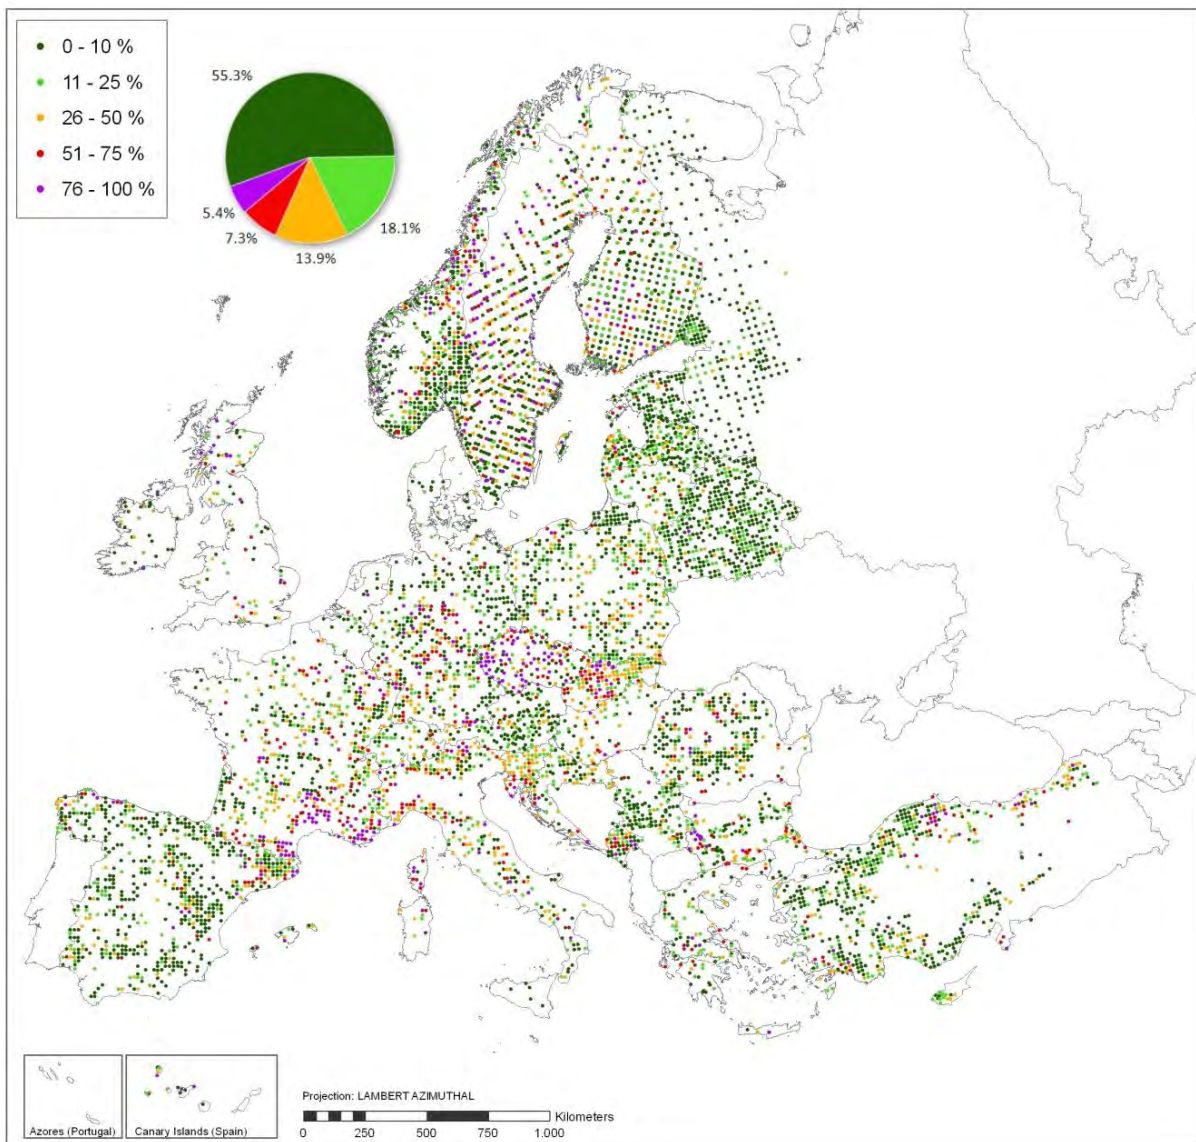 0 - 10 %
11 - 25 %
26 - 50 %
51 - 75 %
76 - 100 %
55.3%
18.1%
13.9%
7.3%
5.4%
Azores (Portugal)
Canary Islands (Spain)
Projection: LAMBERT AZIMUTHAL
Kilometers
0 250 500 750 1.000